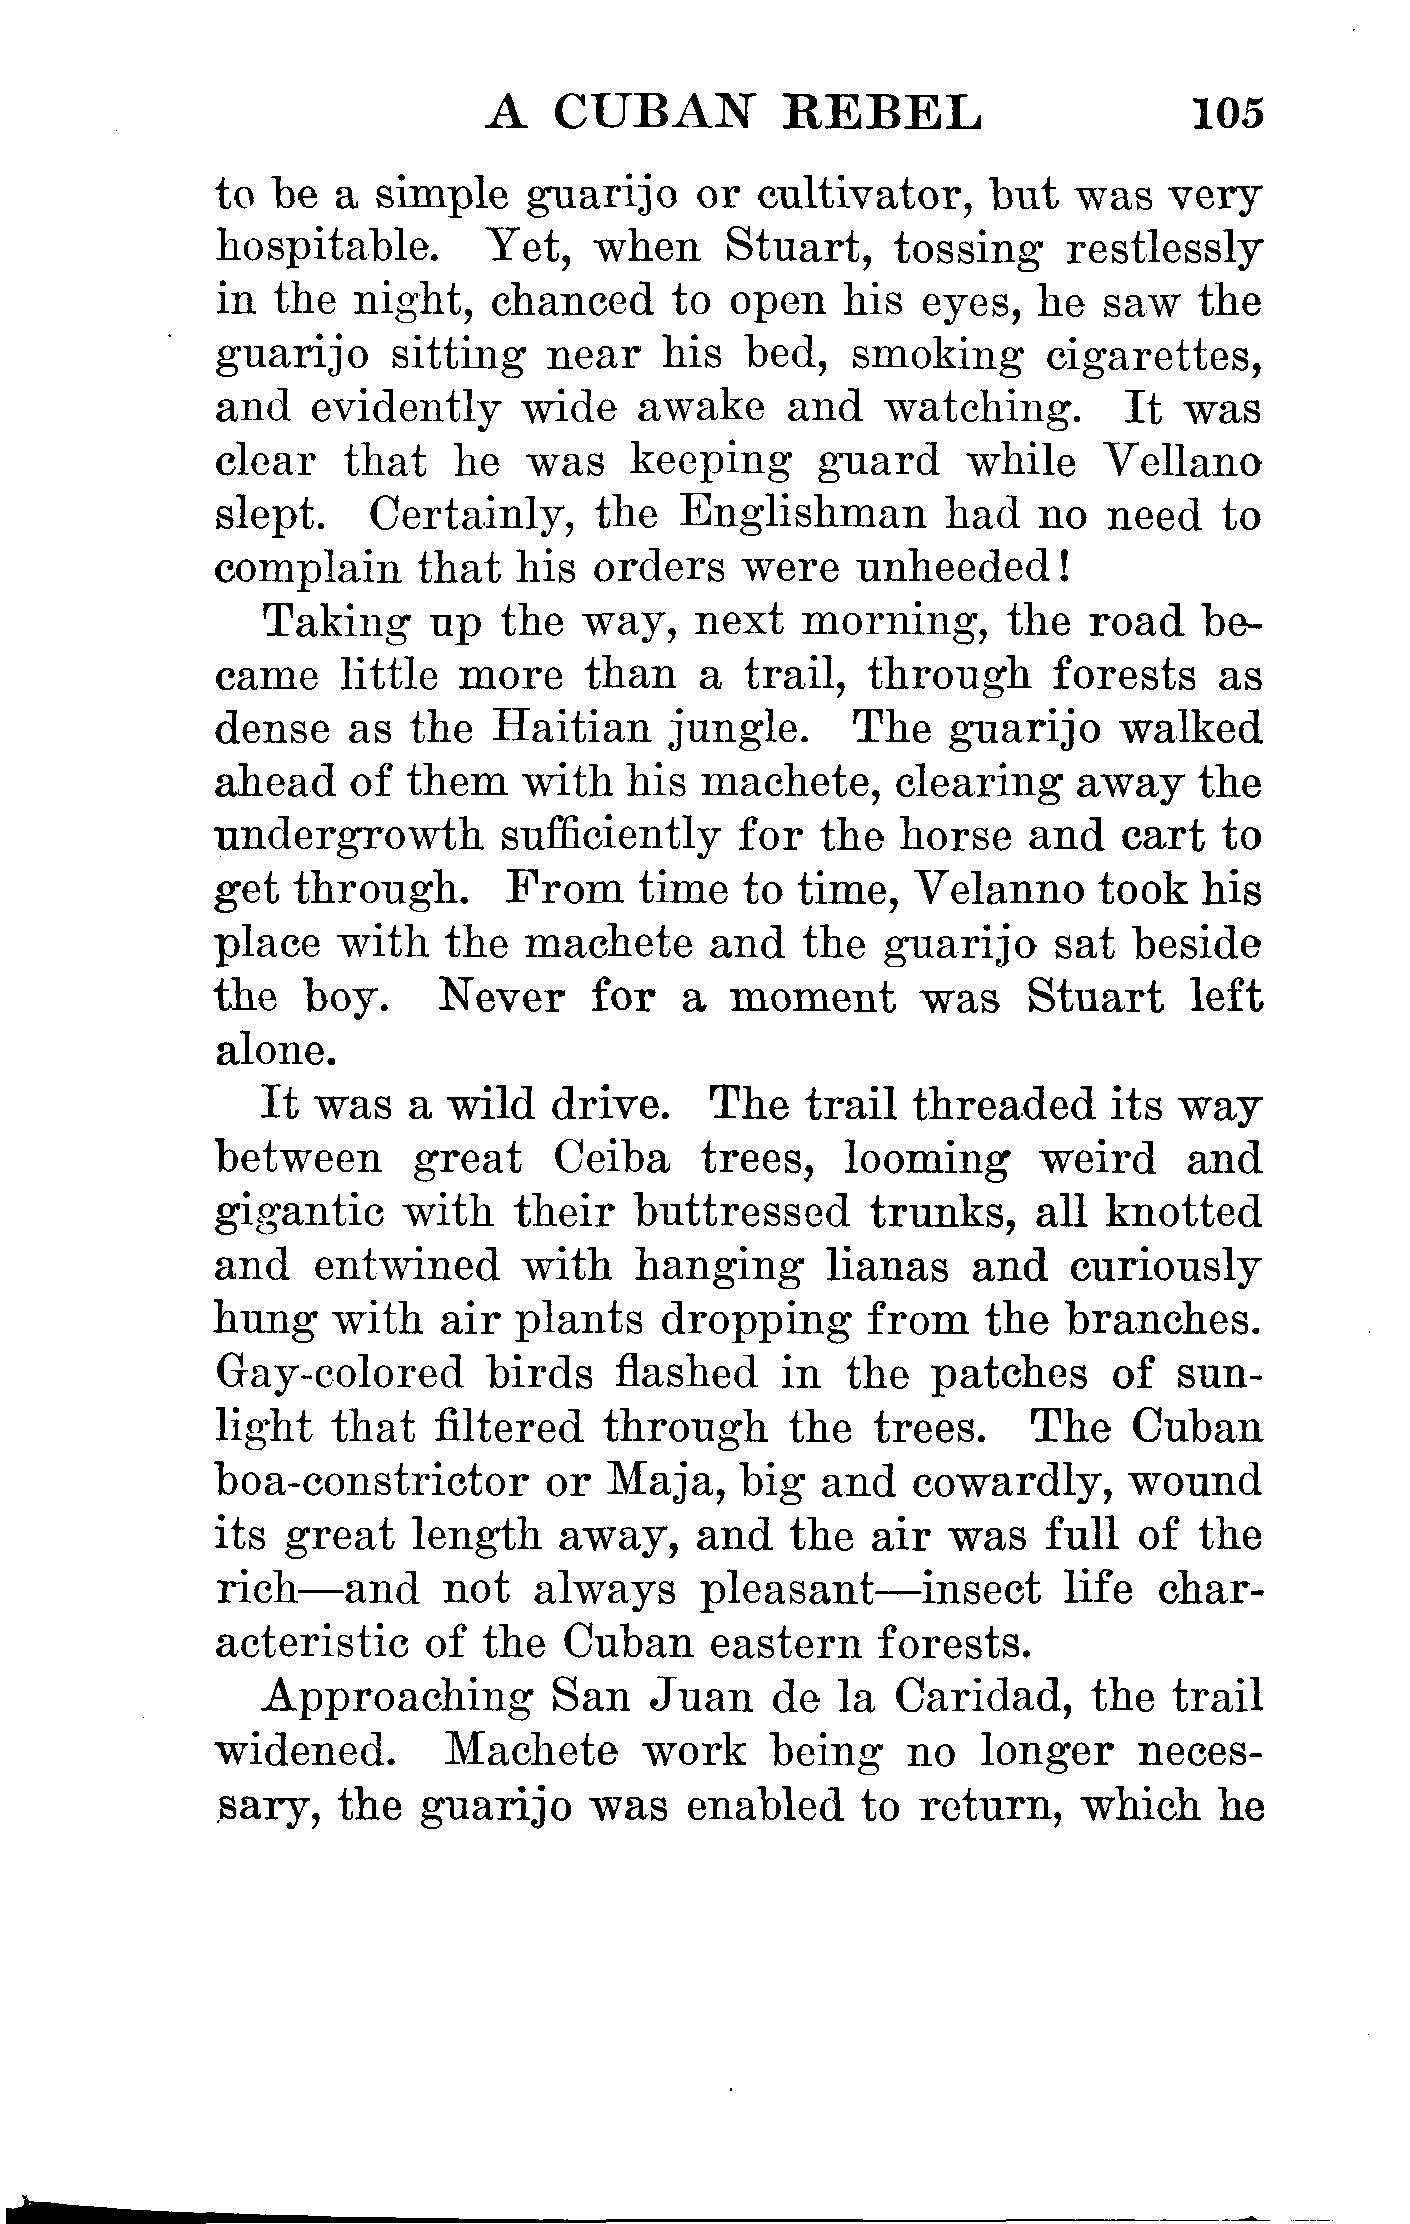 A CUBAN REBEL 105
to be a simple guarijo or cultivator, but was very
hospitable. Yet, when Stuart, tossing restlessly
in the night, chanced to open his eyes, he saw the
guarijo sitting near his bed, smoking cigarettes,
and evidently wide awake and watching. It was
clear that he was keeping guard while Vellano
slept. Certainly, the Englishman had no need to
complain that his orders were unheeded!
Taking up the way, next morning, the road be-
came little more than a trail, through forests as
dense as the Haitian jungle. The guarijo walked
ahead of them with his machete, clearing away the
undergrowth sufficiently for the horse and cart to
get through. From time to time, Velanno took his
place with the machete and the guarijo sat beside
the boy. Never for a moment was Stuart left
alone.
It was a wild drive. The trail threaded its way
between great Ceiba trees, looming weird and
gigantic with their buttressed trunks, all knotted
and entwined with hanging lianas and curiously
hung with air plants dropping from the branches.
Gay-colored birds flashed in the patches of sun-
light that filtered through the trees. The Cuban
boa-constrictor or Maja, big and cowardly, wound
its great length away, and the air was full of the
rich—and not always pleasant—insect life char-
acteristic of the Cuban eastern forests.
Approaching San Juan de la Caridad, the trail
widened. Machete work being no longer neces-
sary, the guarijo was enabled to return, which he